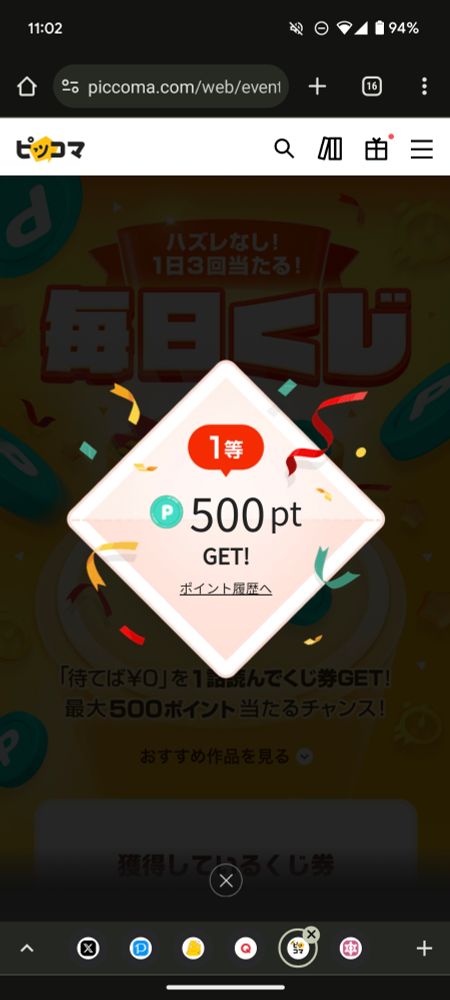 11:02
94%
piccoma.com/web/event
16
ピッコマ
ハズレなし!
1日3回当たる!
毎日くじ
1等
P 500pt
GET!
ポイント履歴へ
「待てば¥0」を1話読んでくじ券GET!
最大500ポイント当たるチャンス!
おすすめ作品を見る
獲得しているくじ券